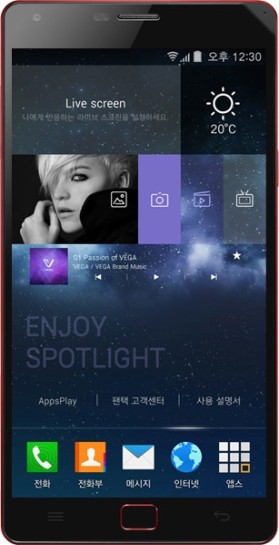 오후 12:30
Live screen
나에게 반응하는 라이브 스크린을 설정하세요.
20°C
01 Passion of VEGA
VEGA / VEGA Brand Music
ENJOY
SPOTLIGHT
AppsPlay | 팬택 고객센터 | 사용 설명서
전화 전화부 메시지 인터넷 앱스